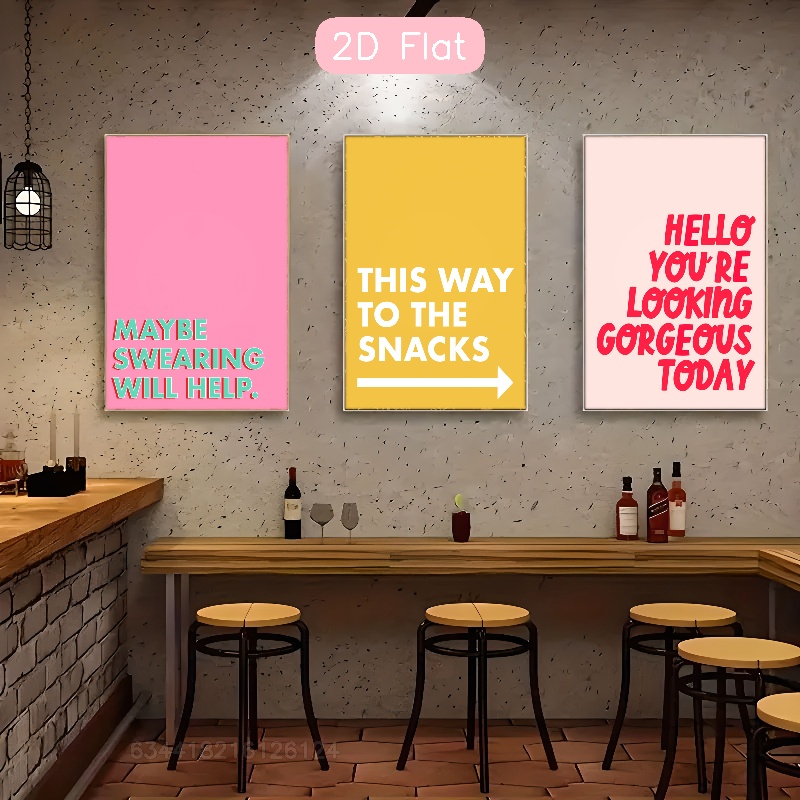 2D Flat
MAYBE
SWEARING
WILL HELP.
THIS WAY
TO THE
SNACKS
HELLO
YOU'RE
LOOKING
GORGEOUS
TODAY